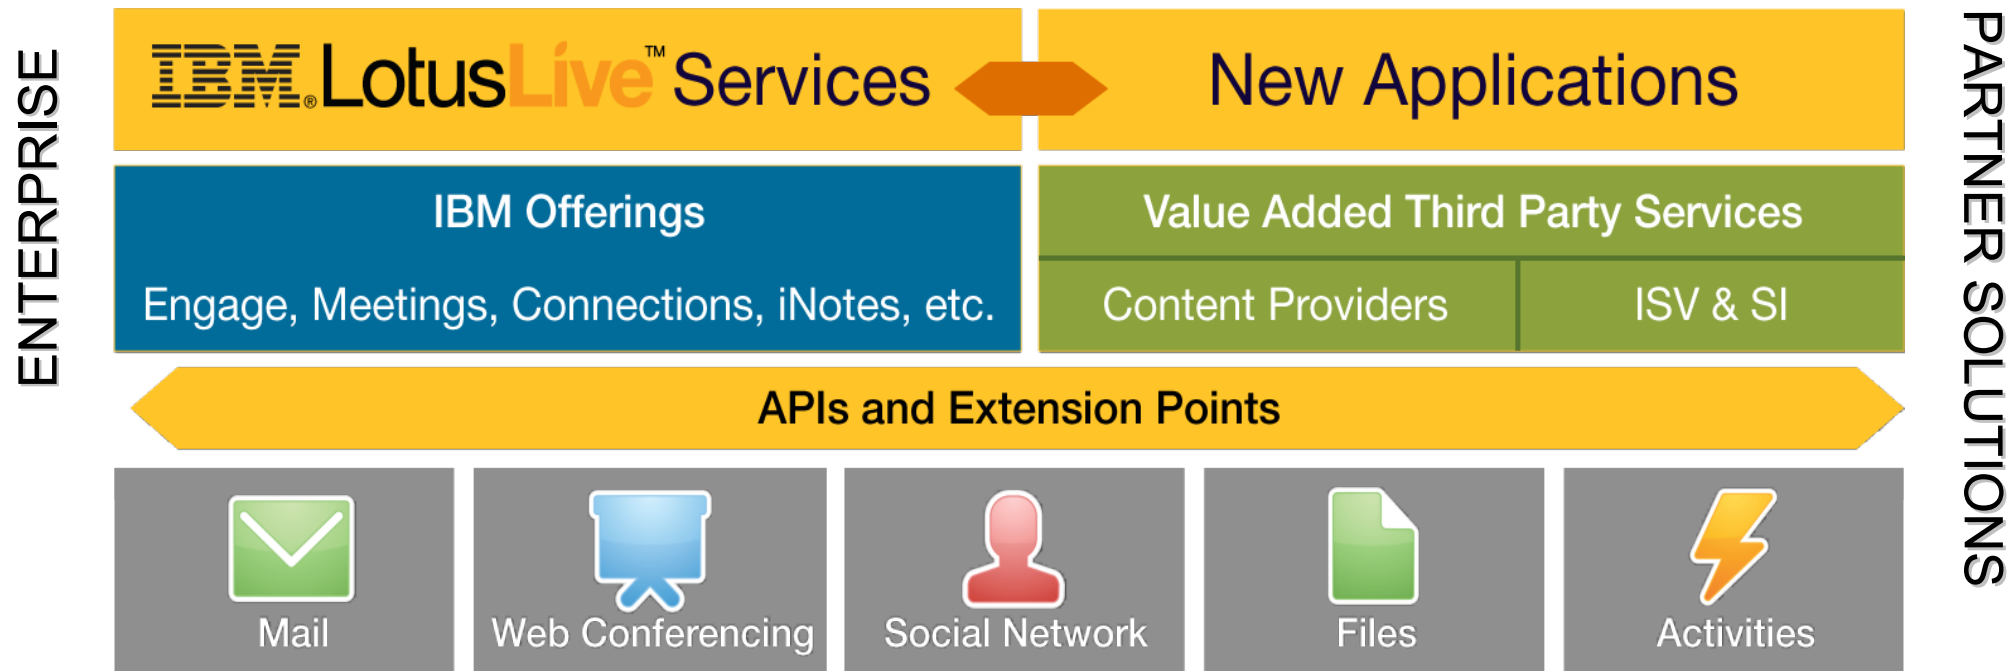 ENTERPRISE
IBM® LotusLive™ Services
New Applications
PARTNER SOLUTIONS
IBM Offerings
Engage, Meetings, Connections, iNotes, etc.
Value Added Third Party Services
Content Providers
ISV & SI
APIs and Extension Points
Mail
Web Conferencing
Social Network
Files
Activities